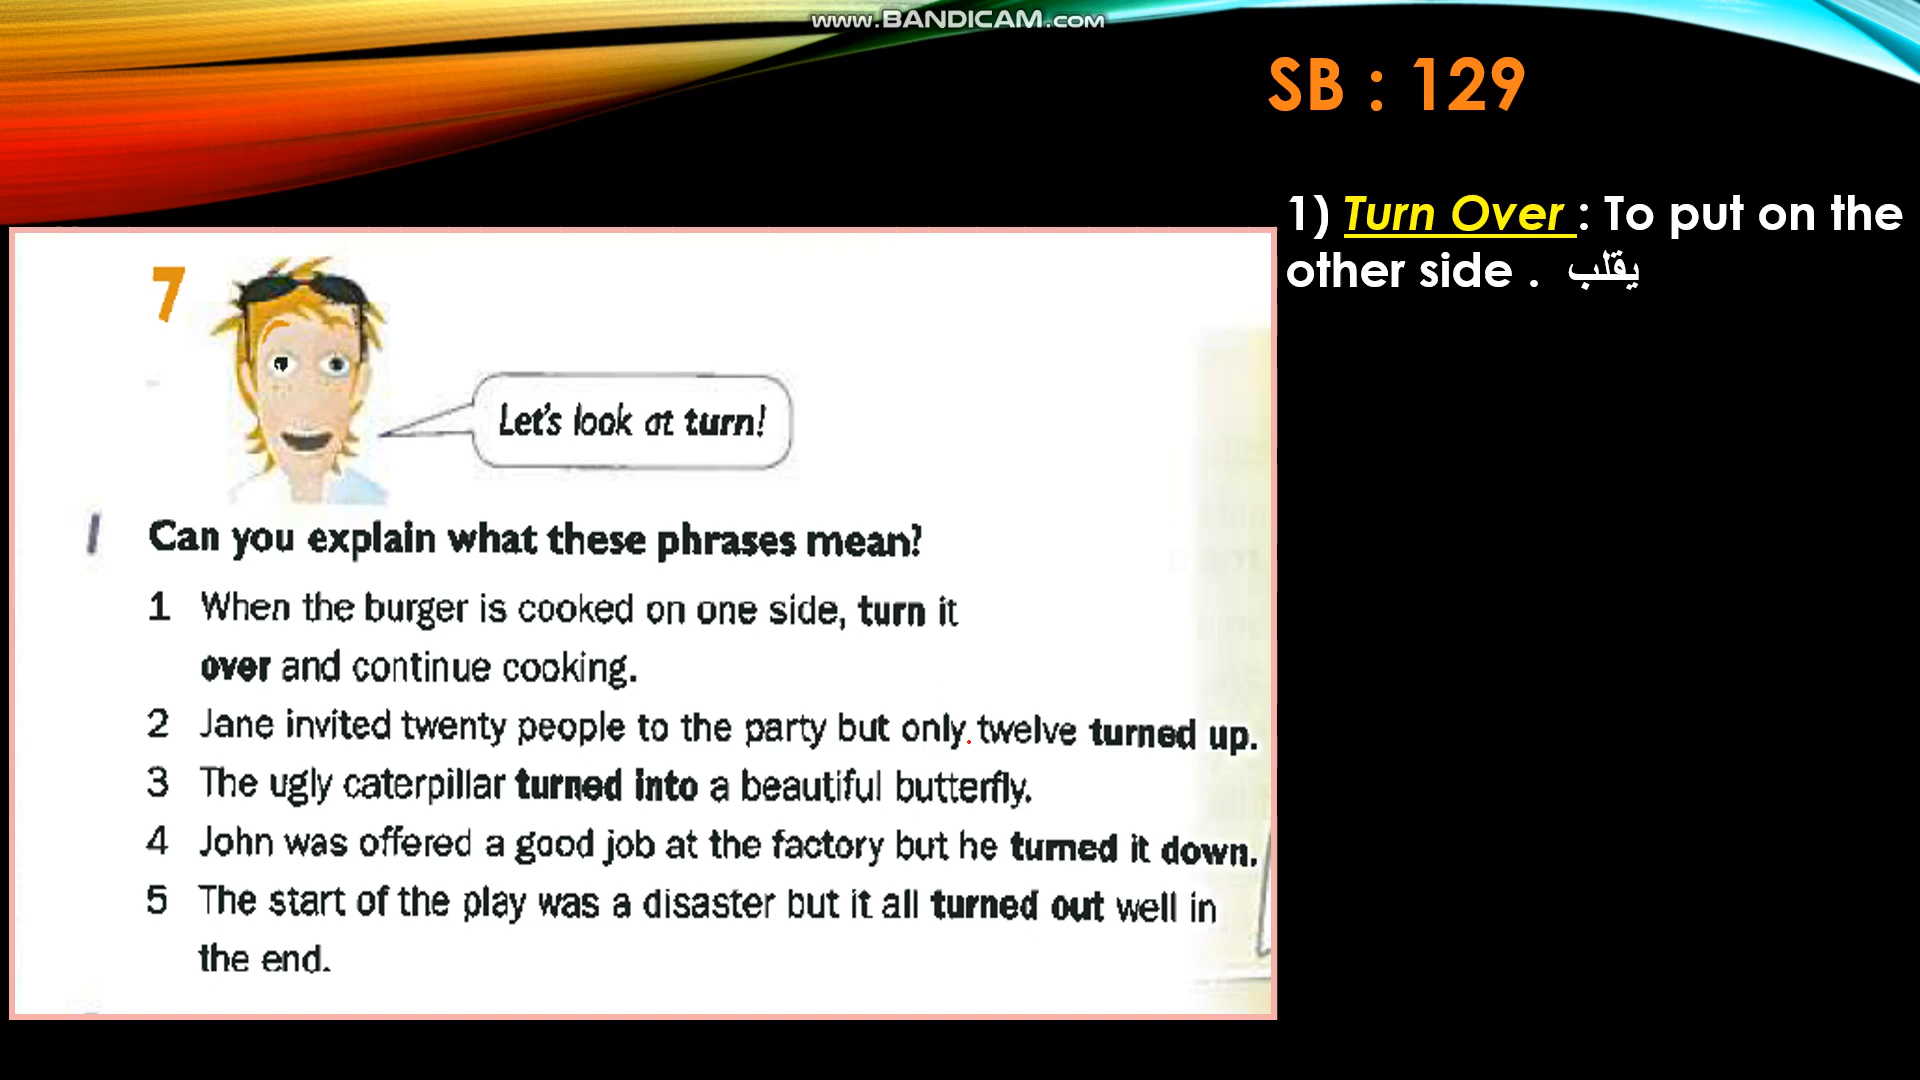 www.BANDICAM.com
SB : 129
1) Turn Over : To put on the
other side . يقلب
7
Let's look at turn!
Can you explain what these phrases mean?
1 When the burger is cooked on one side, turn it
over and continue cooking.
2 Jane invited twenty people to the party but only twelve turned up.
3 The ugly caterpillar turned into a beautiful butterfly.
4 John was offered a good job at the factory but he turned it down.
5 The start of the play was a disaster but it all turned out well in
the end.